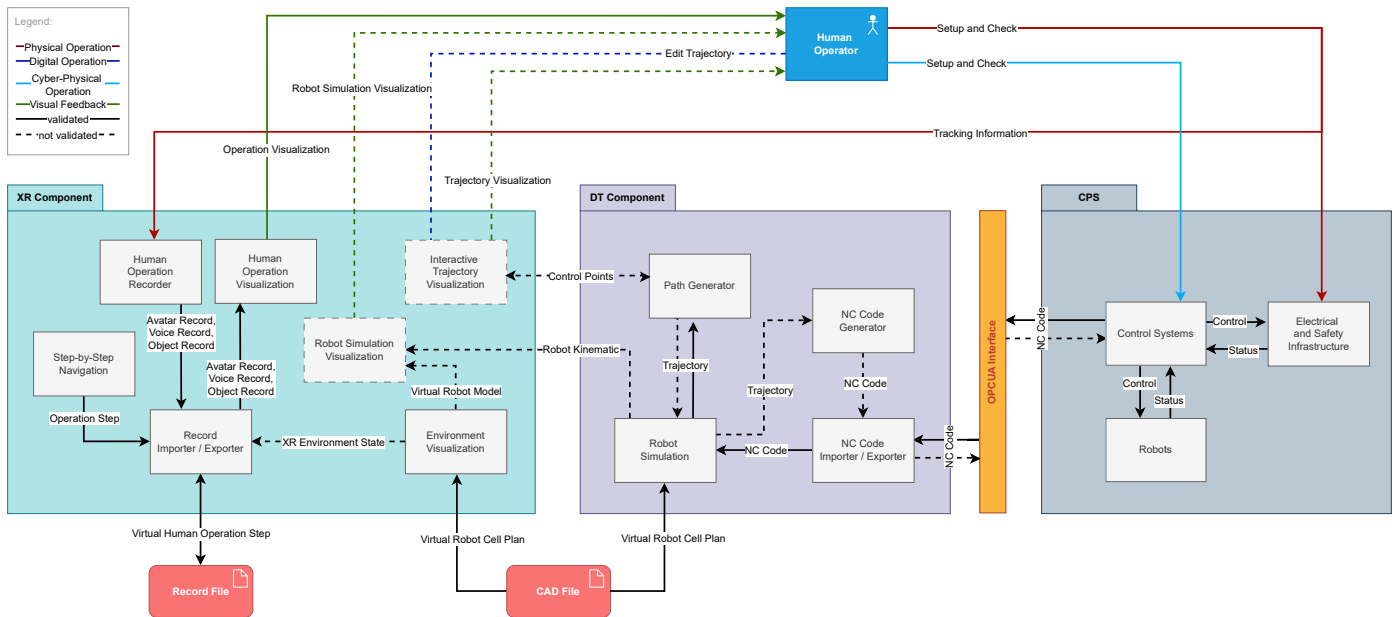 Legend:
Physical Operation
Digital Operation
Cyber-Physical
Operation
Visual Feedback
validated
not validated
Human
Operator
Setup and Check
Setup and Check
Edit Trajectory
Robot Simulation Visualization
Tracking Information
Operation Visualization
Trajectory Visualization
XR Component
Human
Operation
Recorder
Human
Operation
Visualization
Interactive
Trajectory
Visualization
Avatar Record,
Voice Record,
Object Record
Step-by-Step
Navigation
Robot Simulation
Visualization
Avatar Record,
Voice Record,
Object Record
Virtual Robot Model
Operation Step
Record
Importer / Exporter
XR Environment State
Environment
Visualization
Control Points
Robot Kinematic
DT Component
Path Generator
NC Code
Generator
Trajectory
Trajectory
NC Code
Robot
Simulation
NC Code
NC Code
Importer / Exporter
NC Code
NC Code
OPCUA Interface
NC Code
NC Code
CPS
Control Systems
Control
Status
Electrical
and Safety
Infrastructure
Control
Status
Robots
Virtual Human Operation Step
Virtual Robot Cell Plan
Virtual Robot Cell Plan
Record File
CAD File